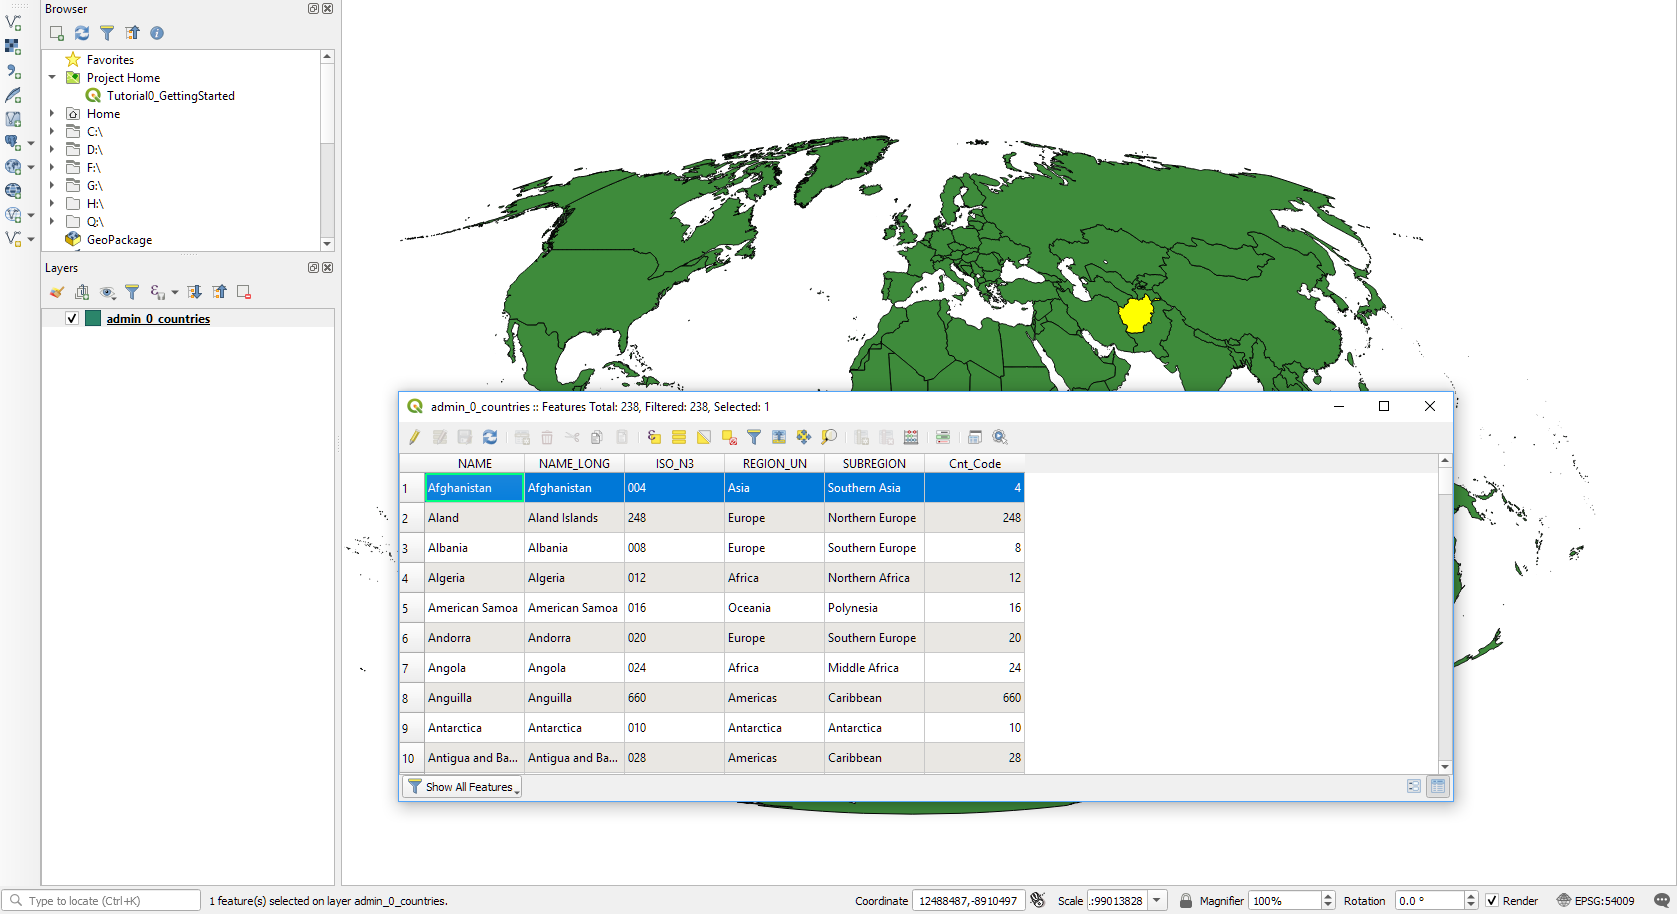 Browser
Favorites
Project Home
Tutorial0_GettingStarted
Home
C:\
D:\
F:\
G:\
H:\
Q:\
GeoPackage
Layers
admin_0_countries
admin_0_countries :: Features Total: 238, Filtered: 238, Selected: 1
NAME NAME_LONG ISO_N3 REGION_UN SUBREGION Cnt_Code
1 Afghanistan Afghanistan 004 Asia Southern Asia 4
2 Aland Aland Islands 248 Europe Northern Europe 248
3 Albania Albania 008 Europe Southern Europe 8
4 Algeria Algeria 012 Africa Northern Africa 12
5 American Samoa American Samoa 016 Oceania Polynesia 16
6 Andorra Andorra 020 Europe Southern Europe 20
7 Angola Angola 024 Africa Middle Africa 24
8 Anguilla Anguilla 660 Americas Caribbean 660
9 Antarctica Antarctica 010 Antarctica Antarctica 10
10 Antigua and Ba... Antigua and Ba... 028 Americas Caribbean 28
Show All Features
Type to locate (Ctrl+K) 1 feature(s) selected on layer admin_0_countries. Coordinate 12488487,-8910497 Scale .:99013828 Magnifier 100% Rotation 0.0 ° Render EPSG:54009